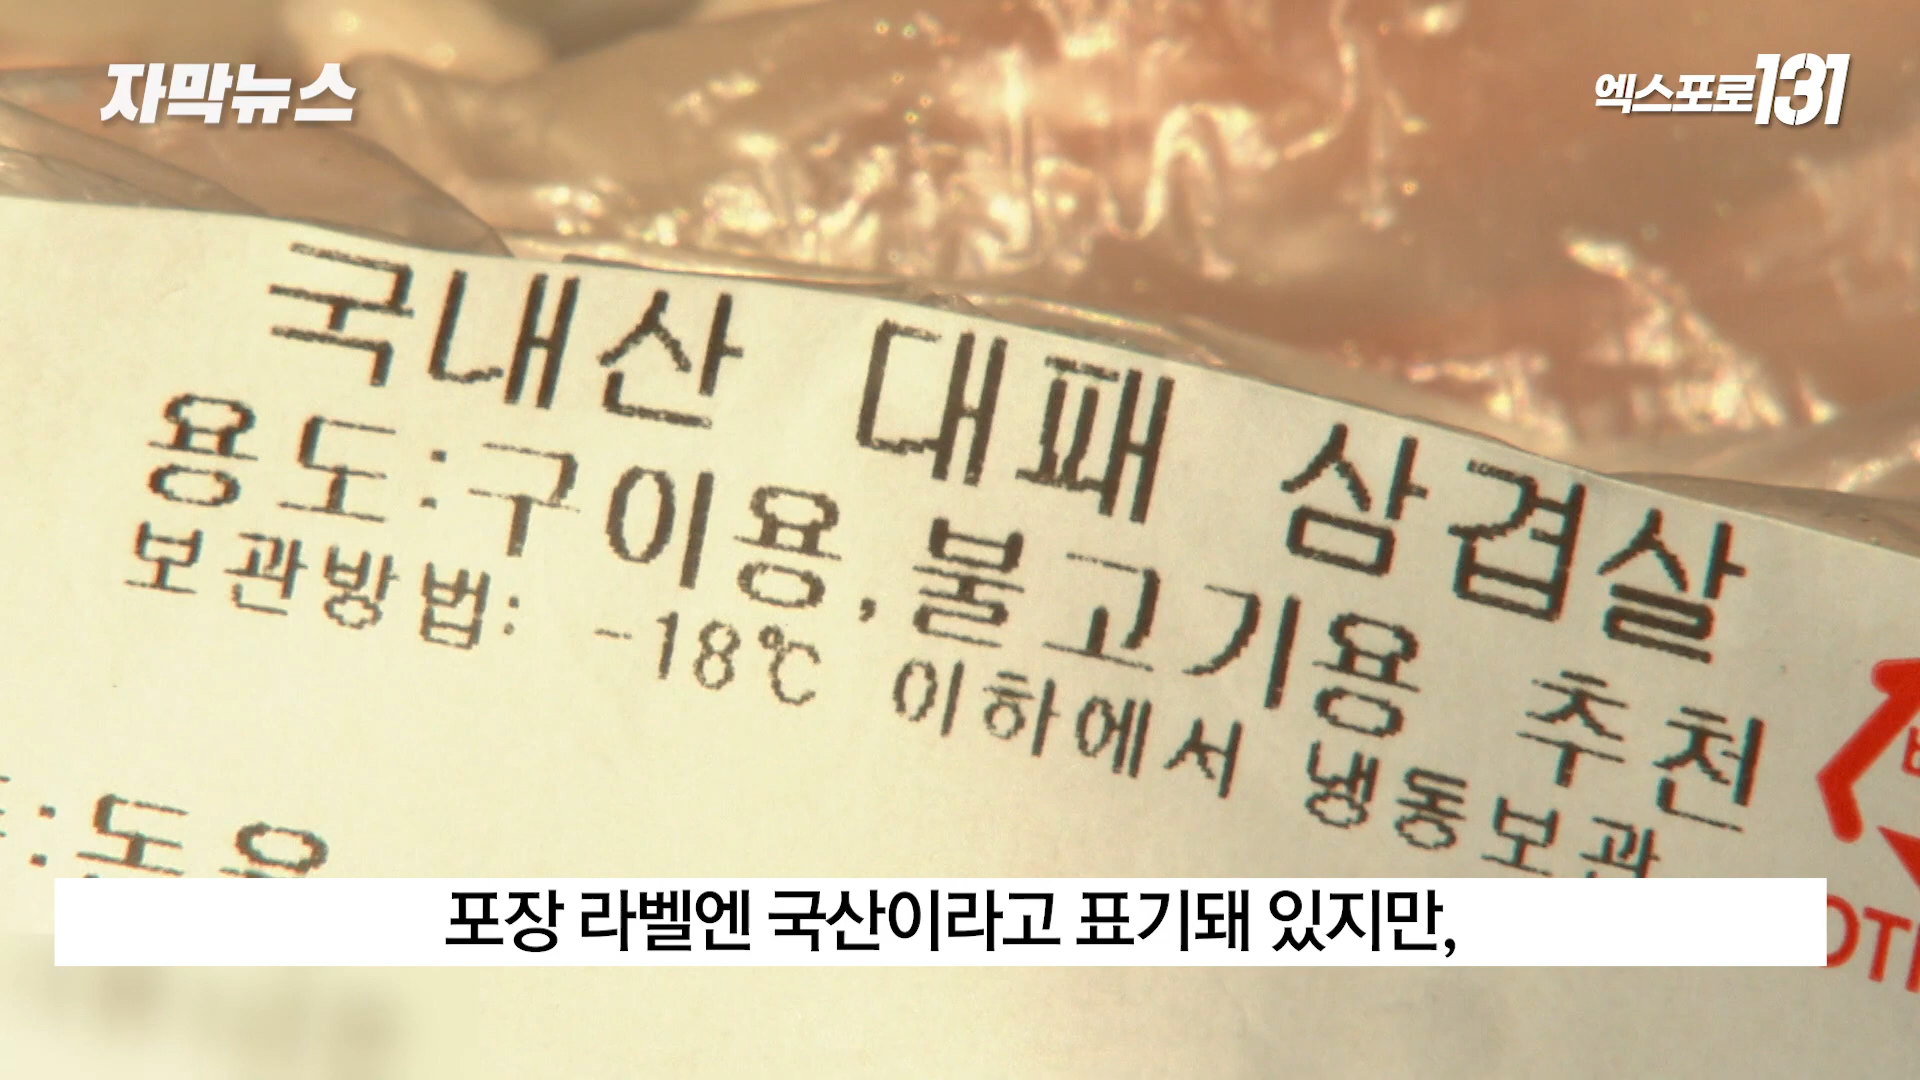 자막뉴스
엑스포로131
국내산 대패 삼겹살
용도:구이용,불고기용 추천
보관방법: -18℃ 이하에서 냉동보관
포장 라벨엔 국산이라고 표기돼 있지만,